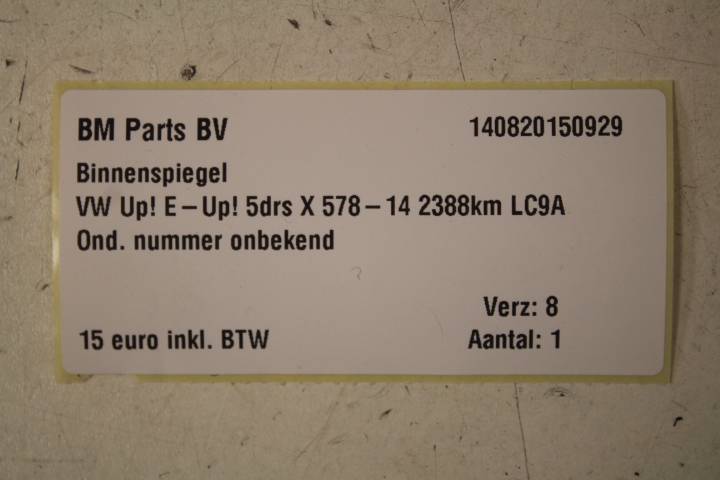 BM Parts BV 140820150929
Binnenspiegel
VW Up! E-Up! 5drs X 578-14 2388km LC9A
Ond. nummer onbekend
Verz: 8
15 euro inkl. BTW Aantal: 1